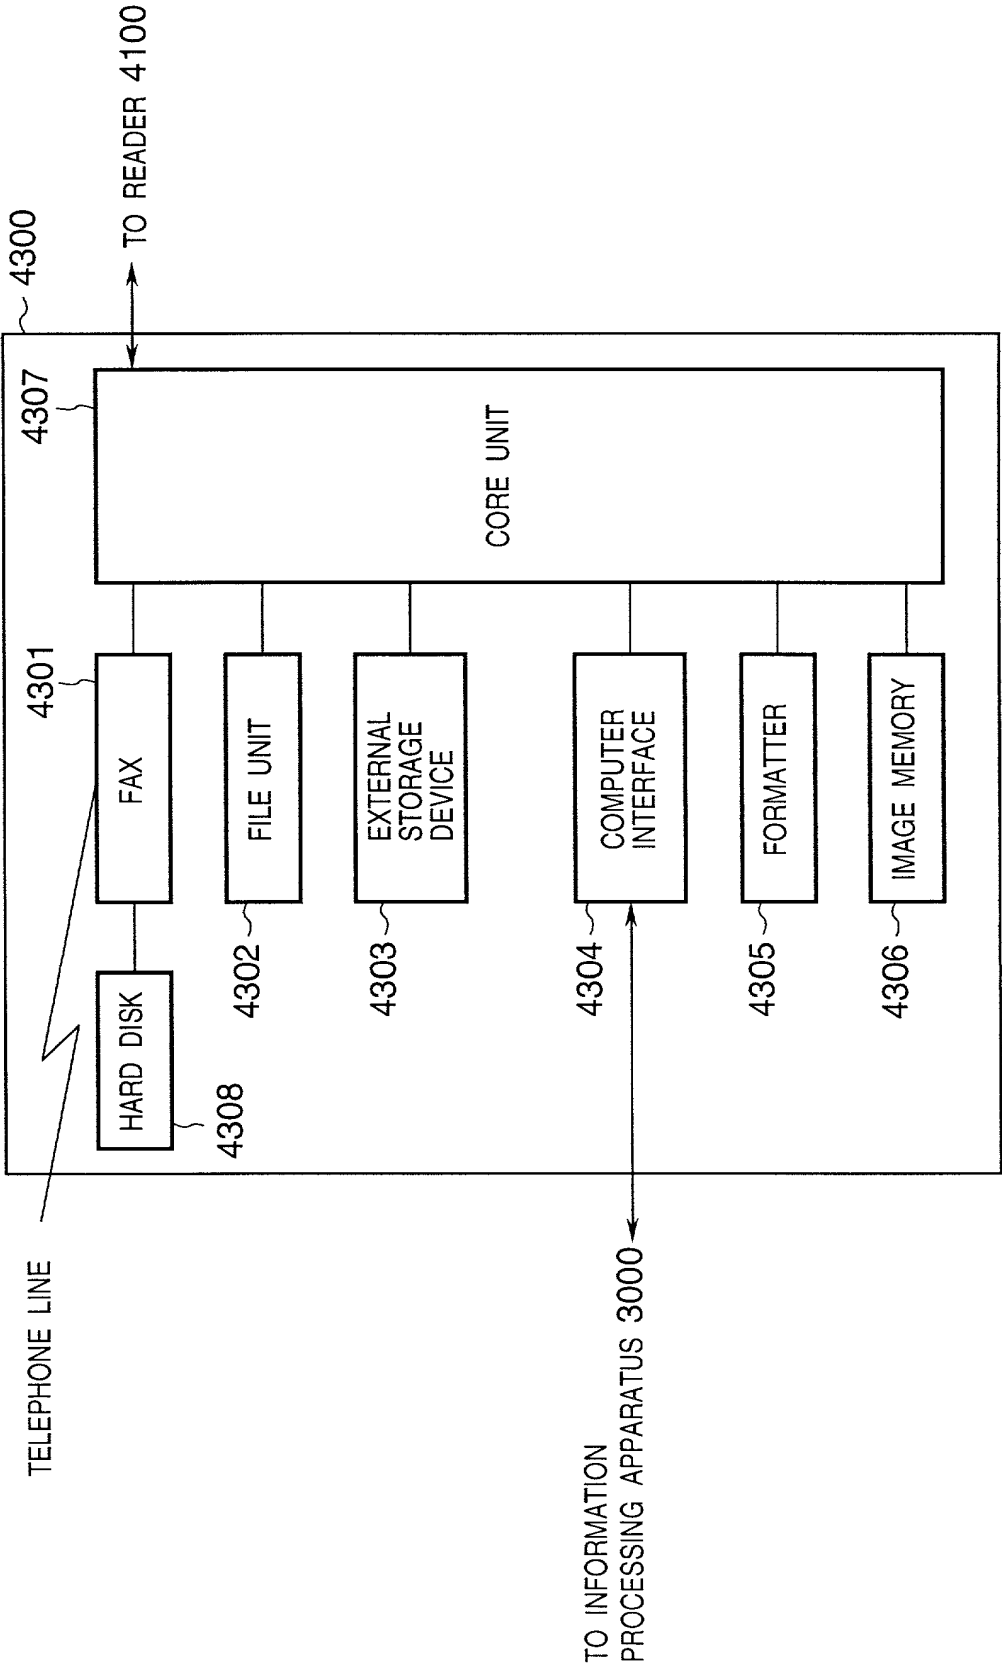 TELEPHONE LINE
4300
4301
4307
HARD DISK
FAX
TO READER 4100
4308
FILE UNIT
4302
EXTERNAL
STORAGE
DEVICE
4303
CORE UNIT
TO INFORMATION
PROCESSING APPARATUS 3000
COMPUTER
INTERFACE
4304
FORMATTER
4305
IMAGE MEMORY
4306